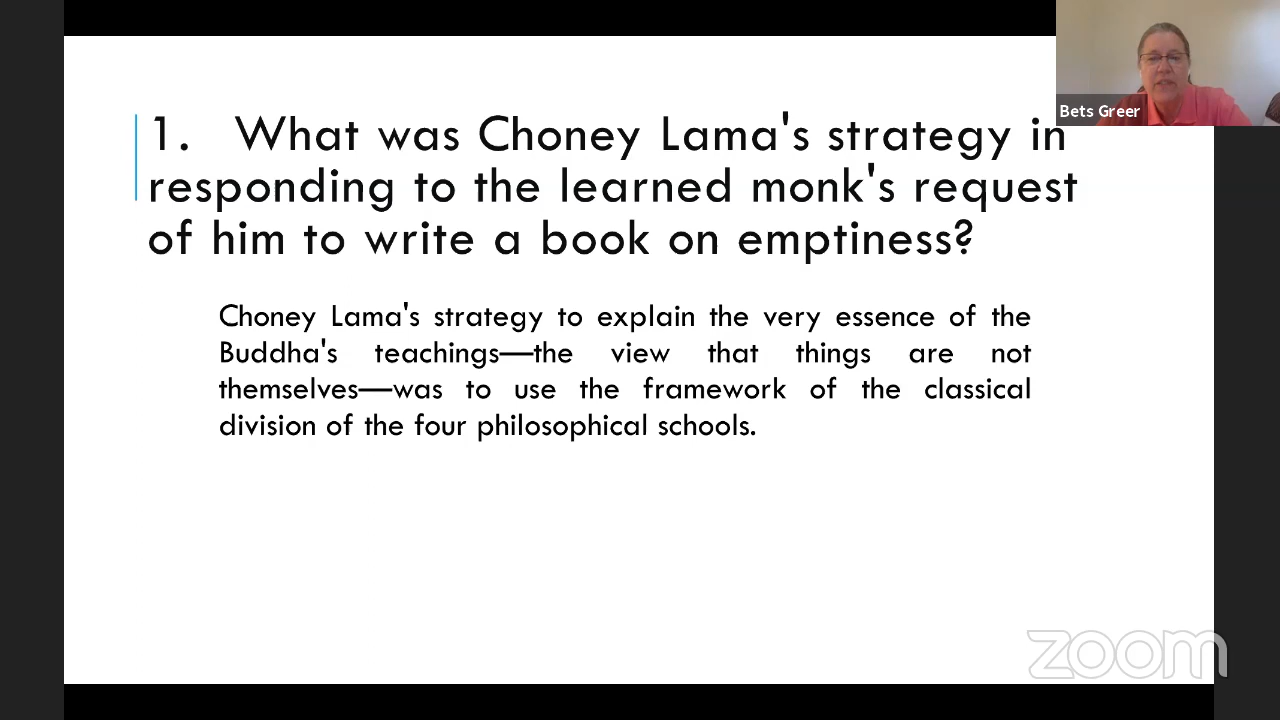 1. What was Choney Lama's strategy in
responding to the learned monk's request
of him to write a book on emptiness?
Choney Lama's strategy to explain the very essence of the
Buddha's teachings—the view that things are not
themselves—was to use the framework of the classical
division of the four philosophical schools.
Bets Greer
zoom